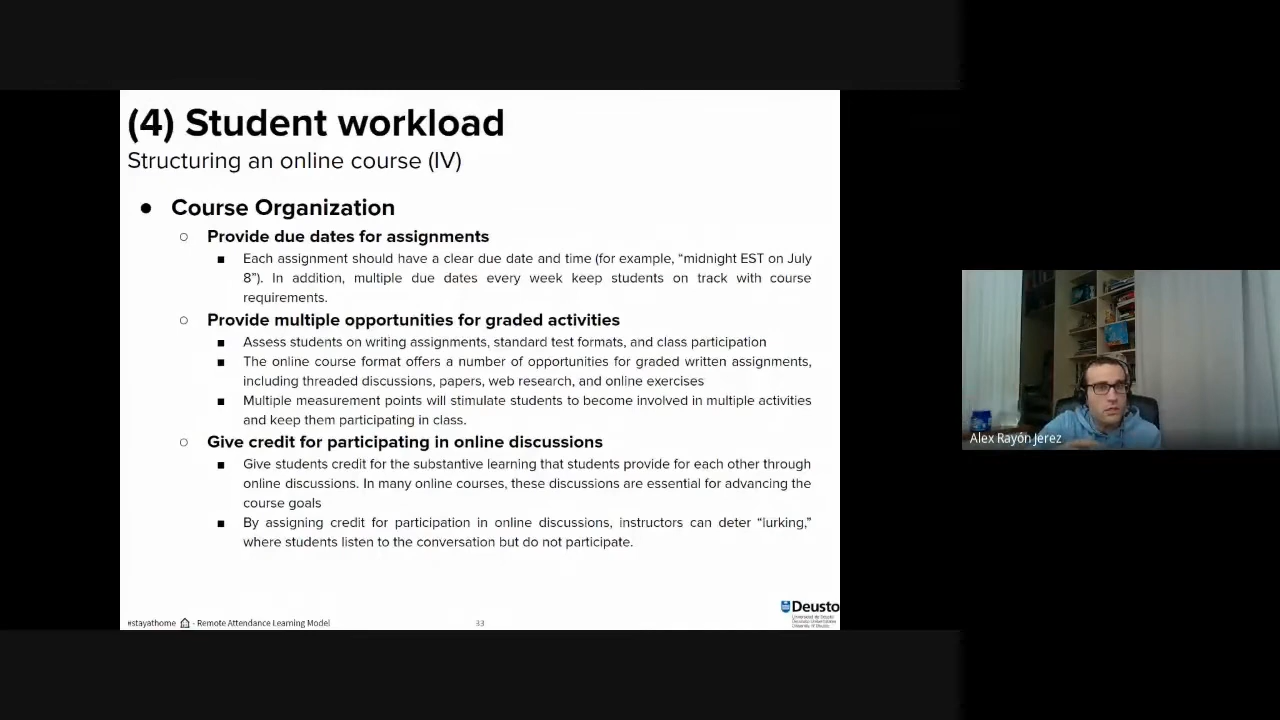 (4) Student workload
Structuring an online course (IV)
● Course Organization
○ Provide due dates for assignments
■ Each assignment should have a clear due date and time (for example, “midnight EST on July
8”). In addition, multiple due dates every week keep students on track with course
requirements.
○ Provide multiple opportunities for graded activities
■ Assess students on writing assignments, standard test formats, and class participation
■ The online course format offers a number of opportunities for graded written assignments,
including threaded discussions, papers, web research, and online exercises
■ Multiple measurement points will stimulate students to become involved in multiple activities
and keep them participating in class.
○ Give credit for participating in online discussions
■ Give students credit for the substantive learning that students provide for each other through
online discussions. In many online courses, these discussions are essential for advancing the
course goals
■ By assigning credit for participation in online discussions, instructors can deter “lurking,”
where students listen to the conversation but do not participate.
#stayathome - Remote Attendance Learning Model
33
Deusto
Alex Rayón Jerez